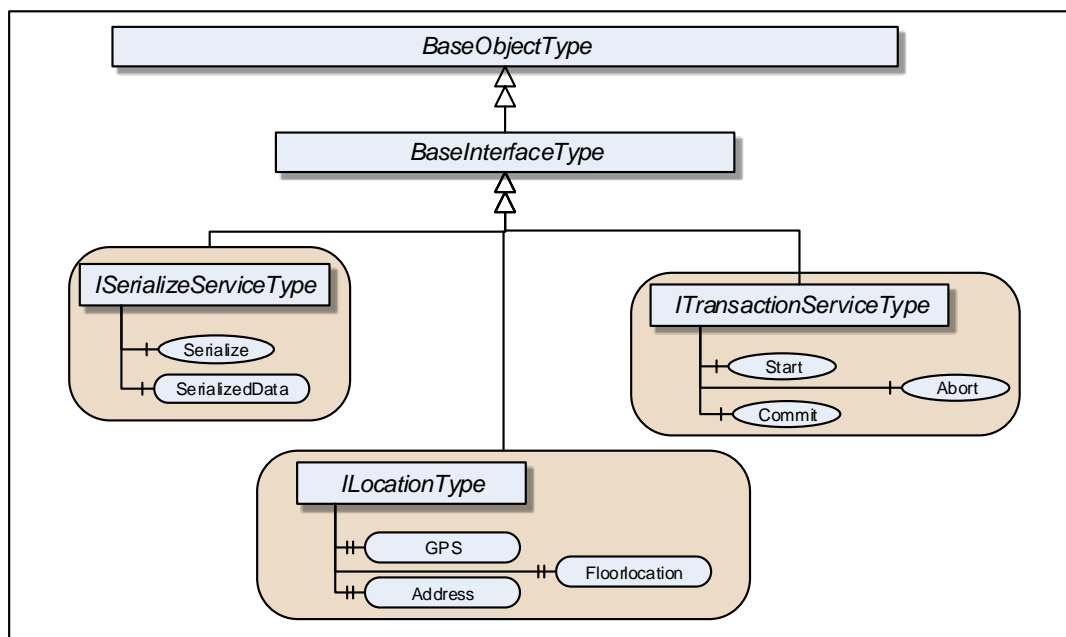 BaseObjectType
BaseInterfaceType
ISerializeServiceType
Serialize
SerializedData
ITransactionServiceType
Start
Abort
Commit
ILocationType
GPS
Floorlocation
Address